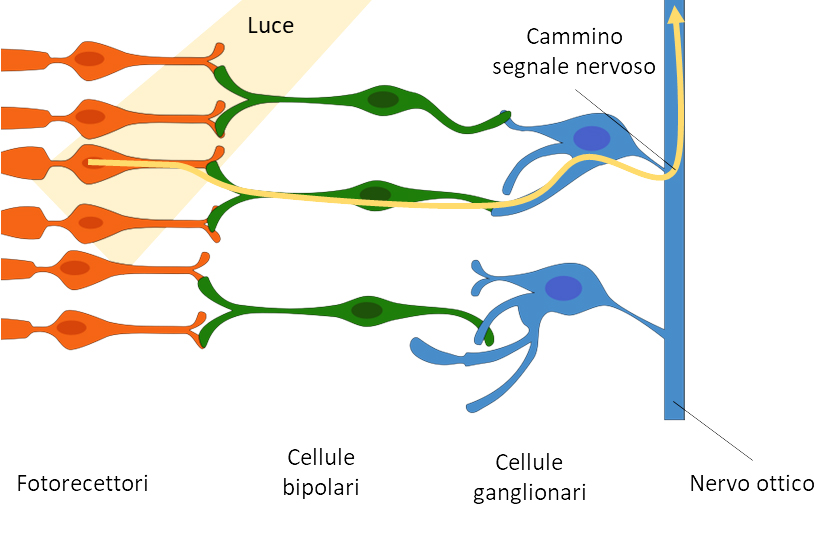 Luce
Cammino
segnale nervoso
Fotorecettori
Cellule
bipolari
Cellule
ganglionari
Nervo ottico